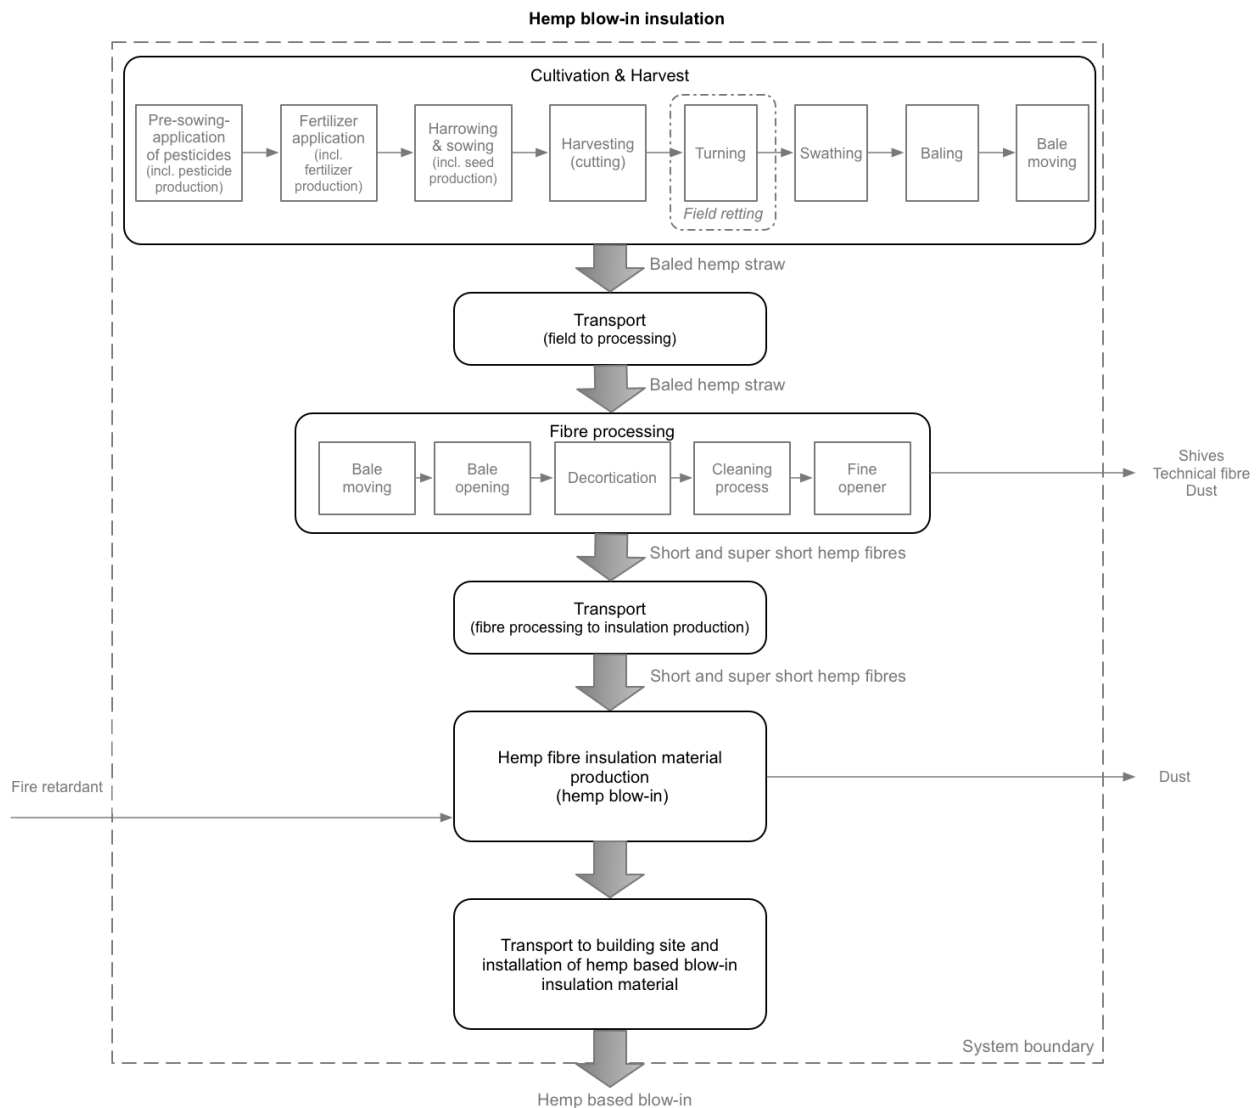 Hemp blow-in insulation
Cultivation & Harvest
Pre-sowing-
application
of pesticides
(incl. pesticide
production)
Fertilizer
application
(incl.
fertilizer
production)
Harrowing
& sowing
(incl. seed
production)
Harvesting
(cutting)
Turning
Field retting
Swathing
Baling
Bale
moving
Baled hemp straw
Transport
(field to processing)
Baled hemp straw
Fibre processing
Bale
moving
Bale
opening
Decortication
Cleaning
process
Fine
opener
Shives
Technical fibre
Dust
Short and super short hemp fibres
Transport
(fibre processing to insulation production)
Short and super short hemp fibres
Hemp fibre insulation material
production
(hemp blow-in)
Dust
Fire retardant
Transport to building site and
installation of hemp based blow-in
insulation material
System boundary
Hemp based blow-in